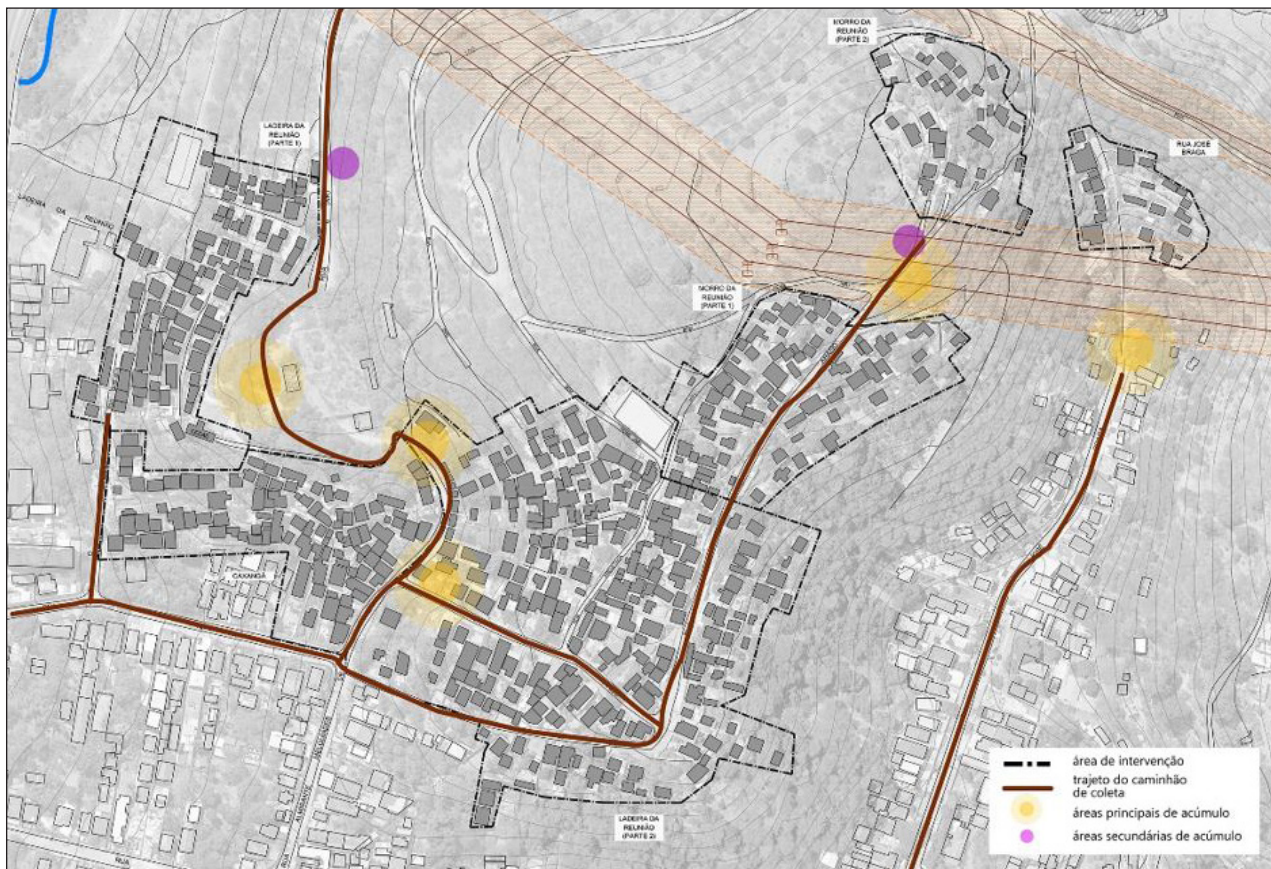 MORRO DA
REUNIÃO
(PARTE 2)
LADEIRA DA
REUNIÃO
(PARTE 1)
RUA JOSÉ
BRAGA
LADEIRA DA REUNIÃO
MORRO DA
REUNIÃO
(PARTE 1)
CAXANGÁ
LADEIRA DA
REUNIÃO
(PARTE 2)
RUA
RUA
área de intervenção
trajeto do caminhão
de coleta
áreas principais de acúmulo
áreas secundárias de acúmulo